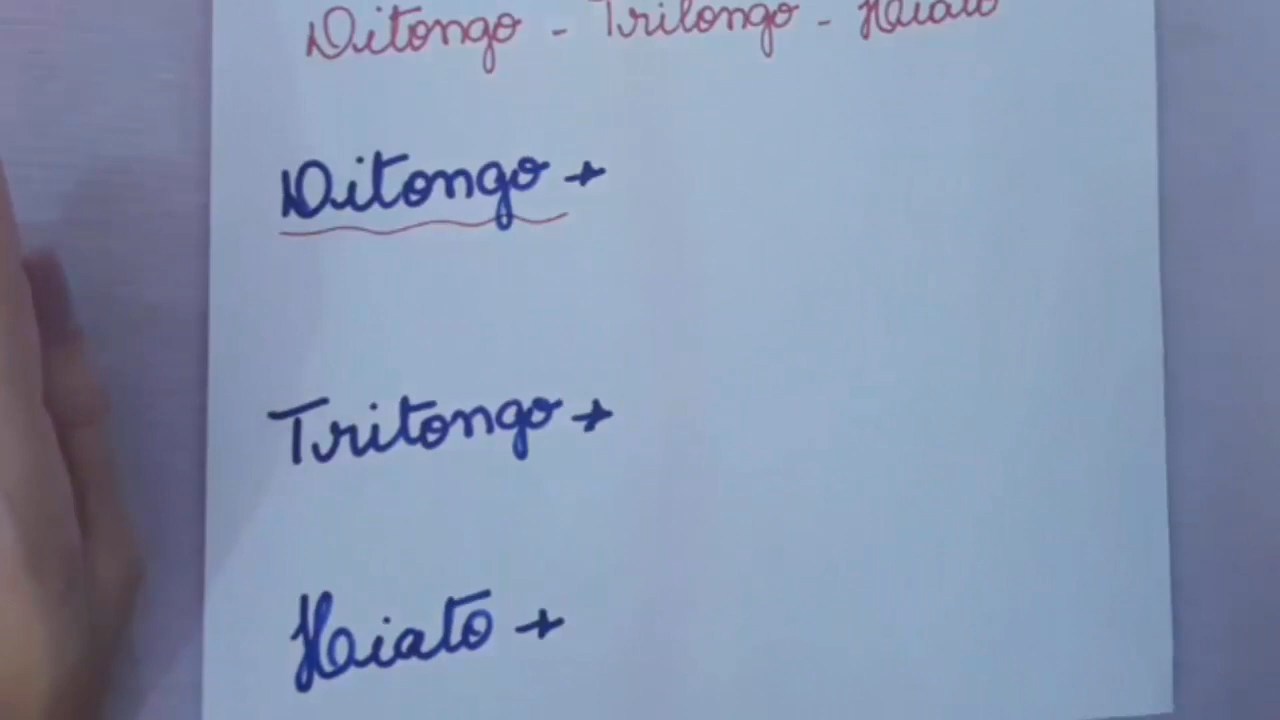 Ditongo - Tritongo - Hiato
Ditongo →
Tritongo →
Hiato →